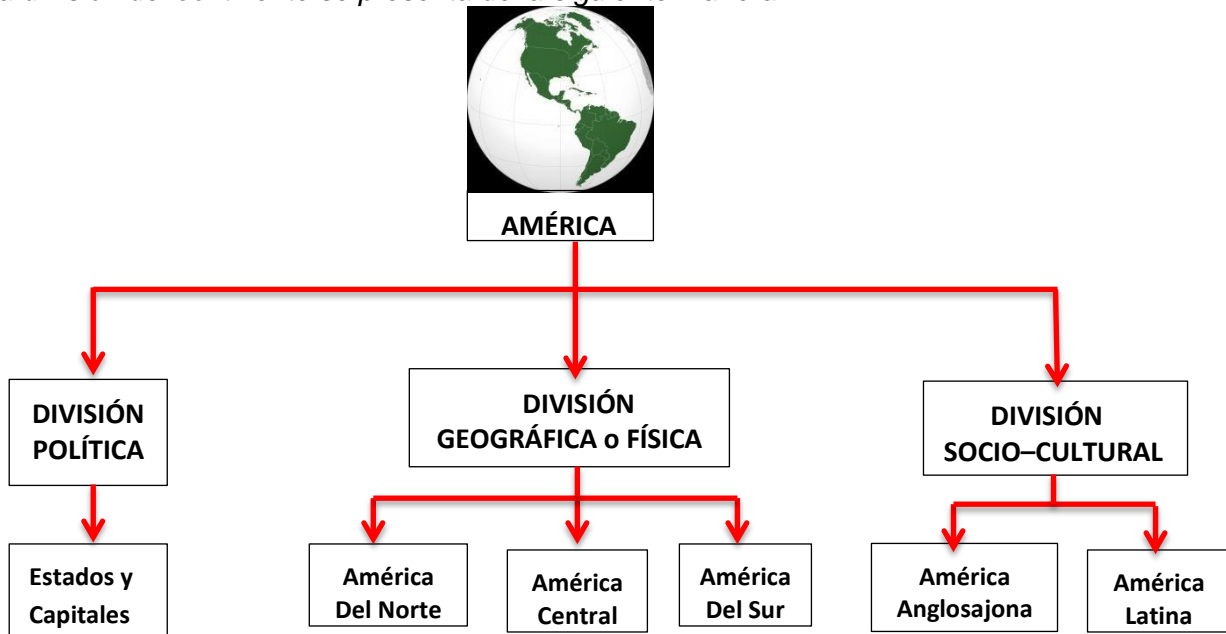 AMÉRICA
DIVISIÓN
POLÍTICA
DIVISIÓN
GEOGRÁFICA o FÍSICA
DIVISIÓN
SOCIO–CULTURAL
Estados y
Capitales
América
Del Norte
América
Central
América
Del Sur
América
Anglosajona
América
Latina